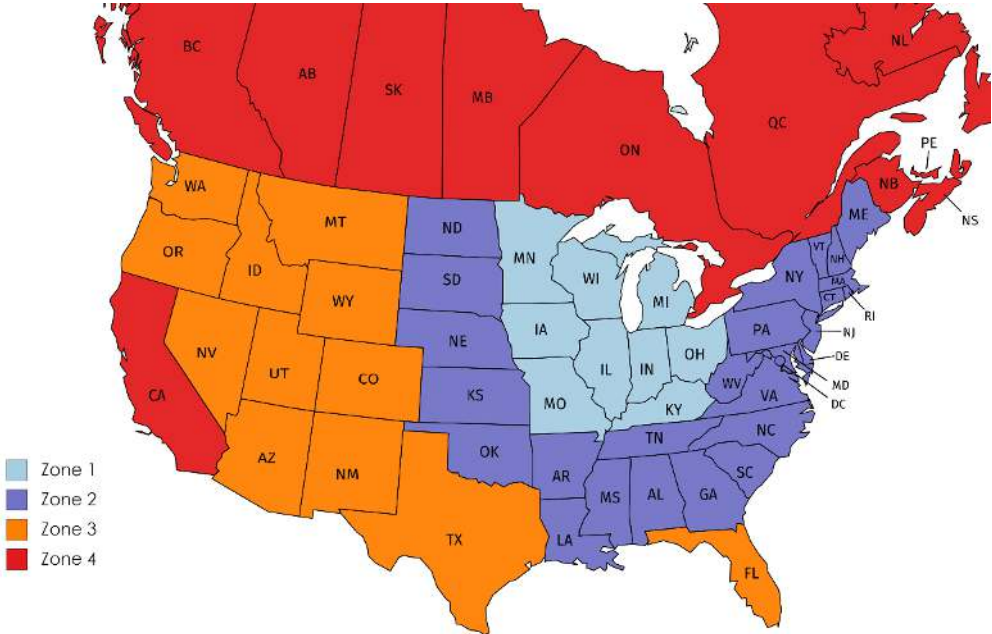 BC
AB
SK
MB
ON
QC
NL
PE
NB
NS
WA
MT
ND
MN
ME
OR
ID
SD
WI
MI
NY
VT
NH
MA
CT
RI
WY
NE
IA
PA
NJ
NV
UT
CO
KS
IL
IN
OH
WV
DE
MD
DC
VA
CA
MO
KY
NC
AZ
NM
OK
AR
TN
SC
MS
AL
GA
TX
LA
FL
Zone 1
Zone 2
Zone 3
Zone 4